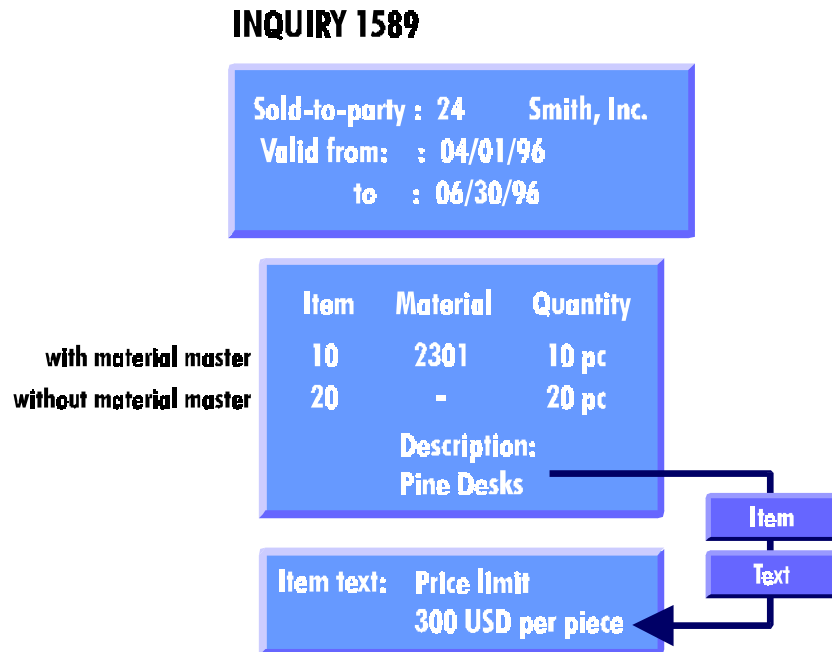 INQUIRY 1589
Sold-to-party : 24 Smith, Inc.
Valid from: : 04/01/96
to : 06/30/96
Item Material Quantity
with material master 10 2301 10 pc
without material master 20 - 20 pc
Description:
Pine Desks
Item
Text
Item text: Price limit
300 USD per piece